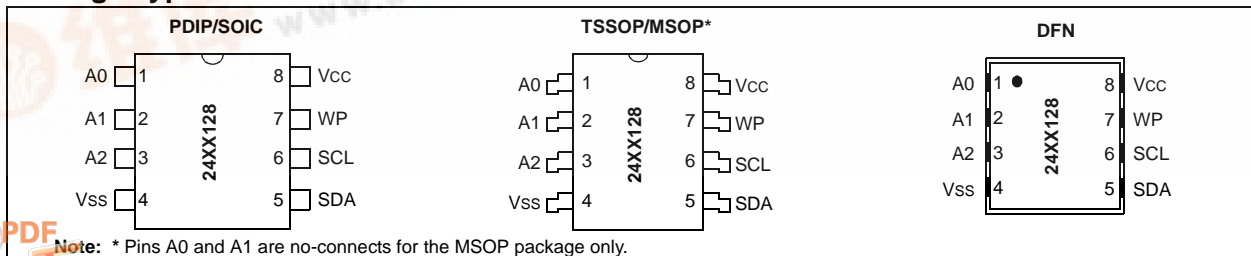 PDIP/SOIC
A0 1 8 VCC
A1 2 7 WP
A2 3 6 SCL
VSS 4 5 SDA
24XX128
TSSOP/MSOP*
A0 1 8 VCC
A1 2 7 WP
A2 3 6 SCL
VSS 4 5 SDA
24XX128
DFN
A0 1 8 VCC
A1 2 7 WP
A2 3 6 SCL
VSS 4 5 SDA
24XX128
PDF
Note: * Pins A0 and A1 are no-connects for the MSOP package only.